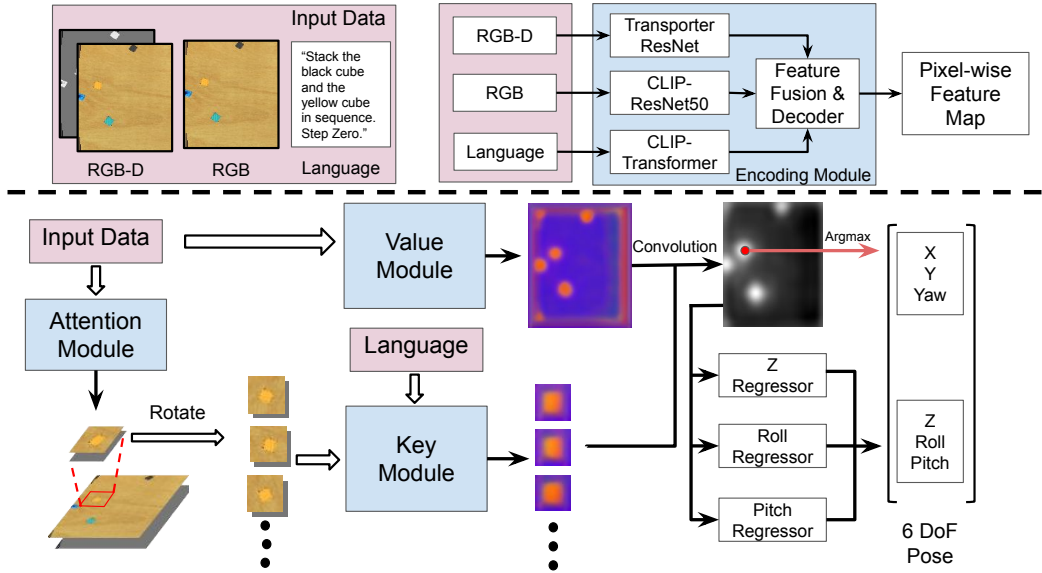 Input Data
"Stack the
black cube
and the
yellow cube
in sequence.
Step Zero."
RGB-D
RGB
Language
RGB-D
RGB
Language
Transporter
ResNet
CLIP-
ResNet50
CLIP-
Transformer
Feature
Fusion &
Decoder
Encoding Module
Pixel-wise
Feature
Map
Input Data
Attention
Module
Rotate
Value
Module
Language
Key
Module
Convolution
Argmax
Z
Regressor
Roll
Regressor
Pitch
Regressor
X
Y
Yaw
Z
Roll
Pitch
6 DoF
Pose